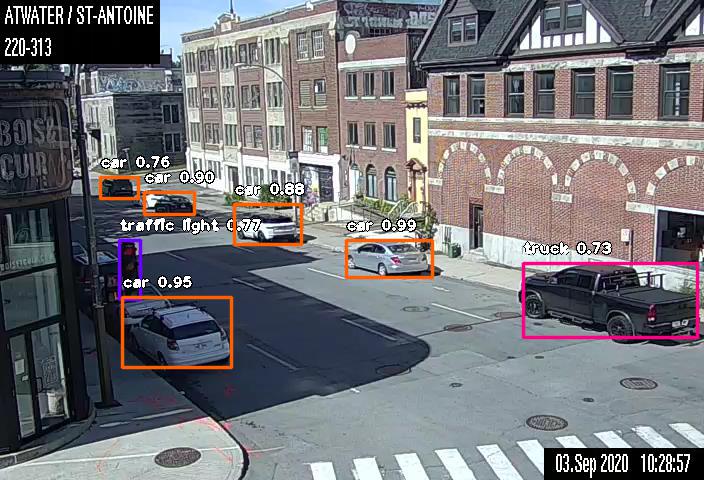 ATWATER / ST-ANTOINE
220-313
BOIS
CUIR
car 0.76
car 0.90
car 0.88
traffic light 0.77
car 0.99
truck 0.73
car 0.95
03.Sep 2020 10:28:57